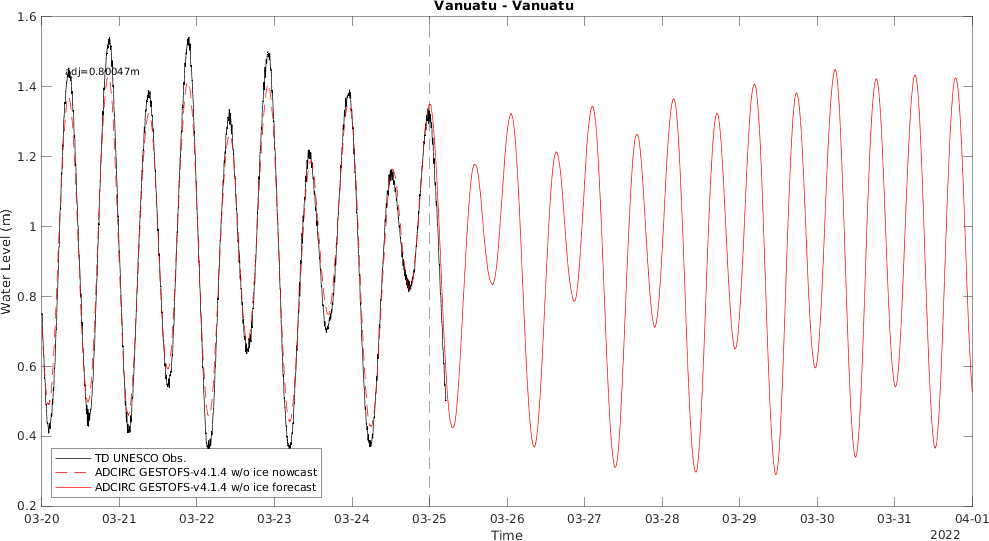 Vanuatu - Vanuatu
1.6
1.4
1.2
1
0.8
0.6
0.4
0.2
Water Level (m)
adj=0.80047m
TD UNESCO Obs.
ADCIRC GESTOFS-v4.1.4 w/o ice nowcast
ADCIRC GESTOFS-v4.1.4 w/o ice forecast
03-20 03-21 03-22 03-23 03-24 03-25 03-26 03-27 03-28 03-29 03-30 03-31 04-01
Time
2022